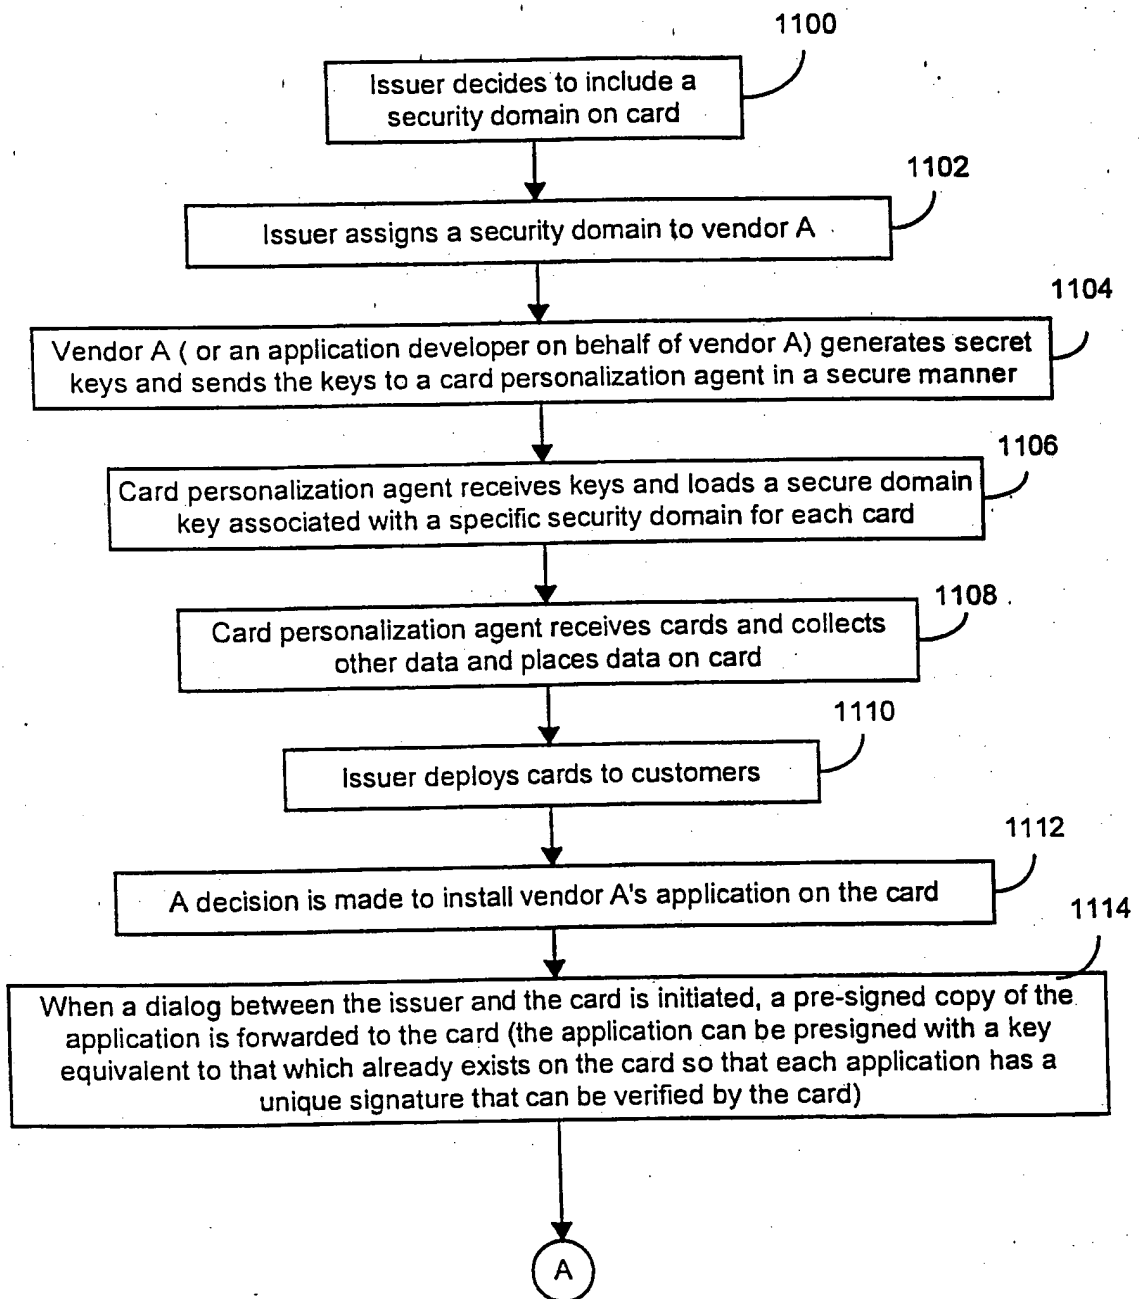 1100
Issuer decides to include a
security domain on card
1102
Issuer assigns a security domain to vendor A
1104
Vendor A ( or an application developer on behalf of vendor A) generates secret
keys and sends the keys to a card personalization agent in a secure manner
1106
Card personalization agent receives keys and loads a secure domain
key associated with a specific security domain for each card
1108
Card personalization agent receives cards and collects
other data and places data on card
1110
Issuer deploys cards to customers
1112
A decision is made to install vendor A's application on the card
1114
When a dialog between the issuer and the card is initiated, a pre-signed copy of the
application is forwarded to the card (the application can be presigned with a key
equivalent to that which already exists on the card so that each application has a
unique signature that can be verified by the card)
A